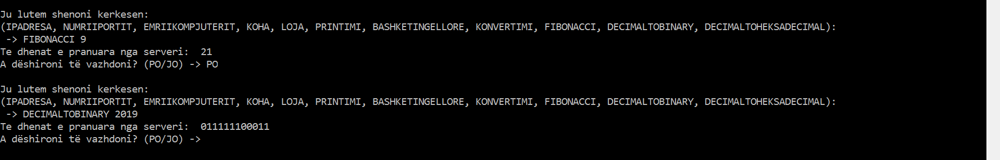 Ju lutem shenoni kerkesen:
(IPADRESA, NUMRIIPORTIT, EMRIIKOMPJUTERIT, KOHA, LOJA, PRINTIMI, BASHKETINGELLORE, KONVERTIMI, FIBONACCI, DECIMALTOBINARY, DECIMALTOHEKSADECIMAL):
-> FIBONACCI 9
Te dhenat e pranuara nga serveri:  21
A dëshironi të vazhdoni? (PO/JO) -> PO
Ju lutem shenoni kerkesen:
(IPADRESA, NUMRIIPORTIT, EMRIIKOMPJUTERIT, KOHA, LOJA, PRINTIMI, BASHKETINGELLORE, KONVERTIMI, FIBONACCI, DECIMALTOBINARY, DECIMALTOHEKSADECIMAL):
-> DECIMALTOBINARY 2019
Te dhenat e pranuara nga serveri:  011111100011
A dëshironi të vazhdoni? (PO/JO) ->